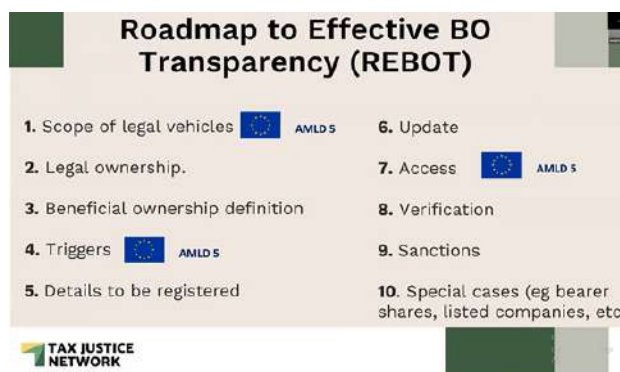 Roadmap to Effective BO
Transparency (REBOT)
1. Scope of legal vehicles AMLD 5
2. Legal ownership.
3. Beneficial ownership definition
4. Triggers AMLD 5
5. Details to be registered
6. Update
7. Access AMLD 5
8. Verification
9. Sanctions
10. Special cases (eg bearer
shares, listed companies, etc
TAX JUSTICE
NETWORK